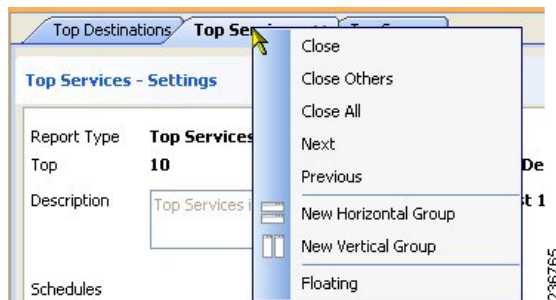 Top Destinations Top Se
Close
Close Others
Close All
Next
Previous
New Horizontal Group
New Vertical Group
Floating
Top Services - Settings
Report Type Top Services
Top 10 De
Description Top Services i st 1
Schedules
236765